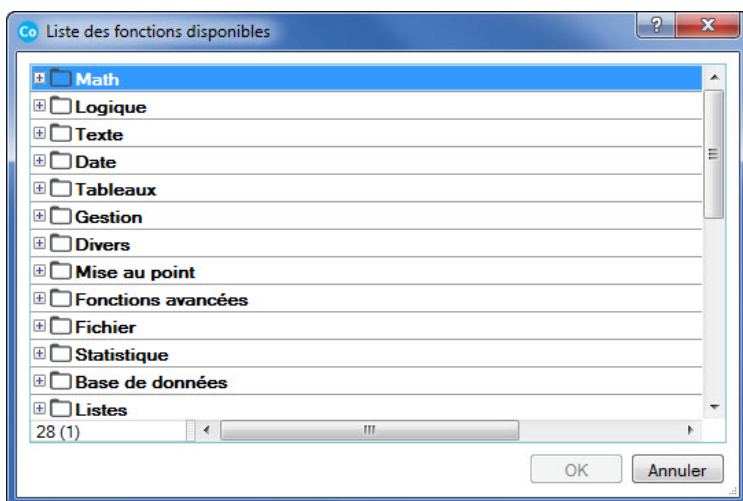 Co Liste des fonctions disponibles
Math
Logique
Texte
Date
Tableaux
Gestion
Divers
Mise au point
Fonctions avancées
Fichier
Statistique
Base de données
Listes
28 (1)
OK Annuler